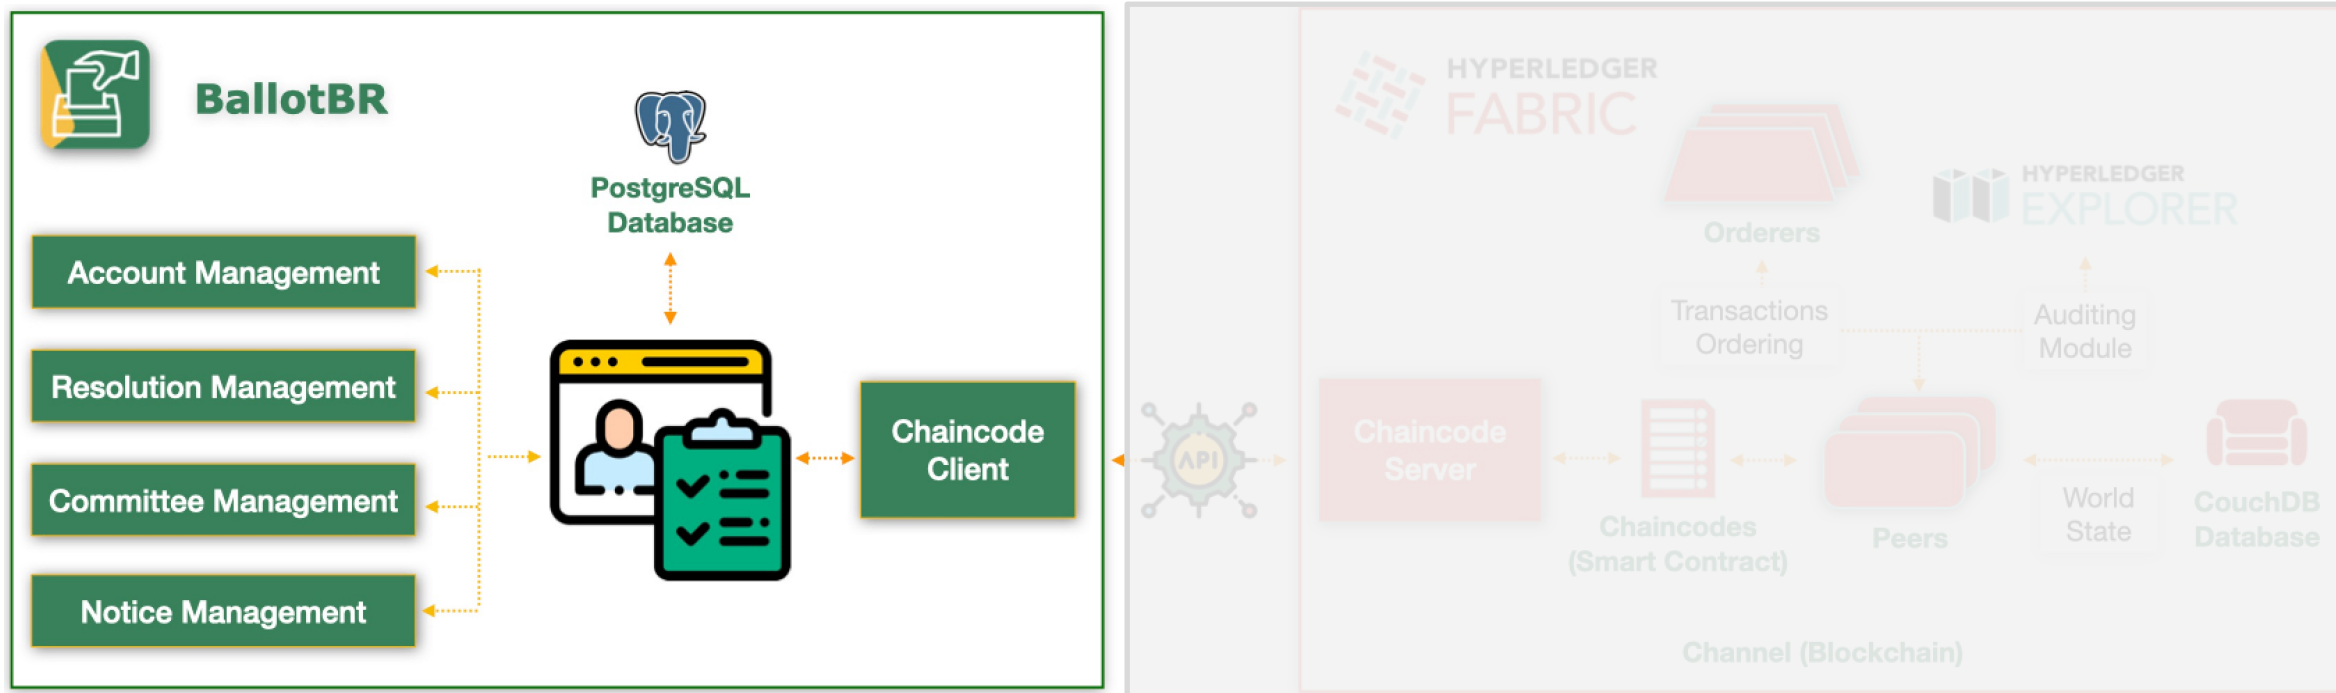 BallotBR
PostgreSQL
Database
Account Management
Resolution Management
Committee Management
Notice Management
Chaincode
Client
API
HYPERLEDGER
FABRIC
Orderers
HYPERLEDGER
EXPLORER
Transactions
Ordering
Auditing
Module
Chaincode
Server
Chaincodes
(Smart Contract)
Peers
World
State
CouchDB
Database
Channel (Blockchain)